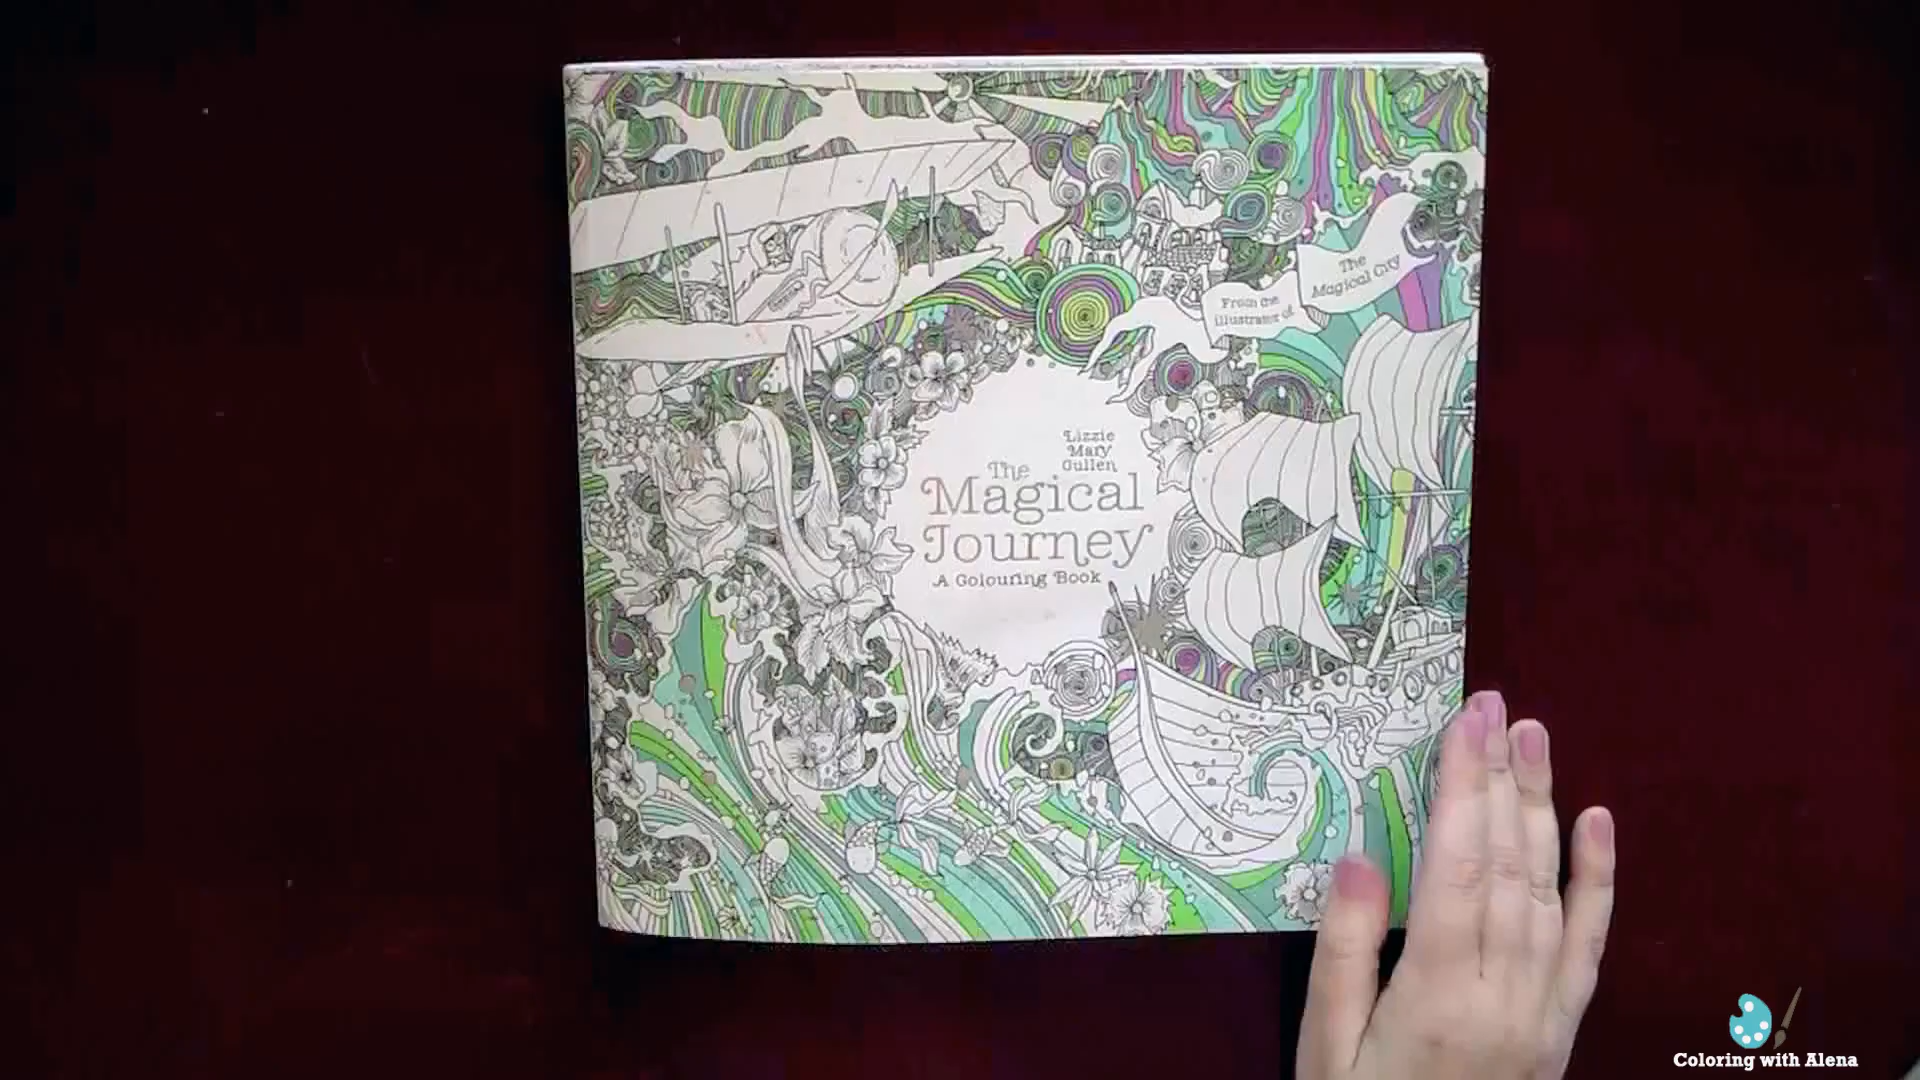 The
Magical City
From the
illustrator of
Lizzie
Mary
Cullen
The
Magical
Journey
A Colouring Book
Coloring with Alena